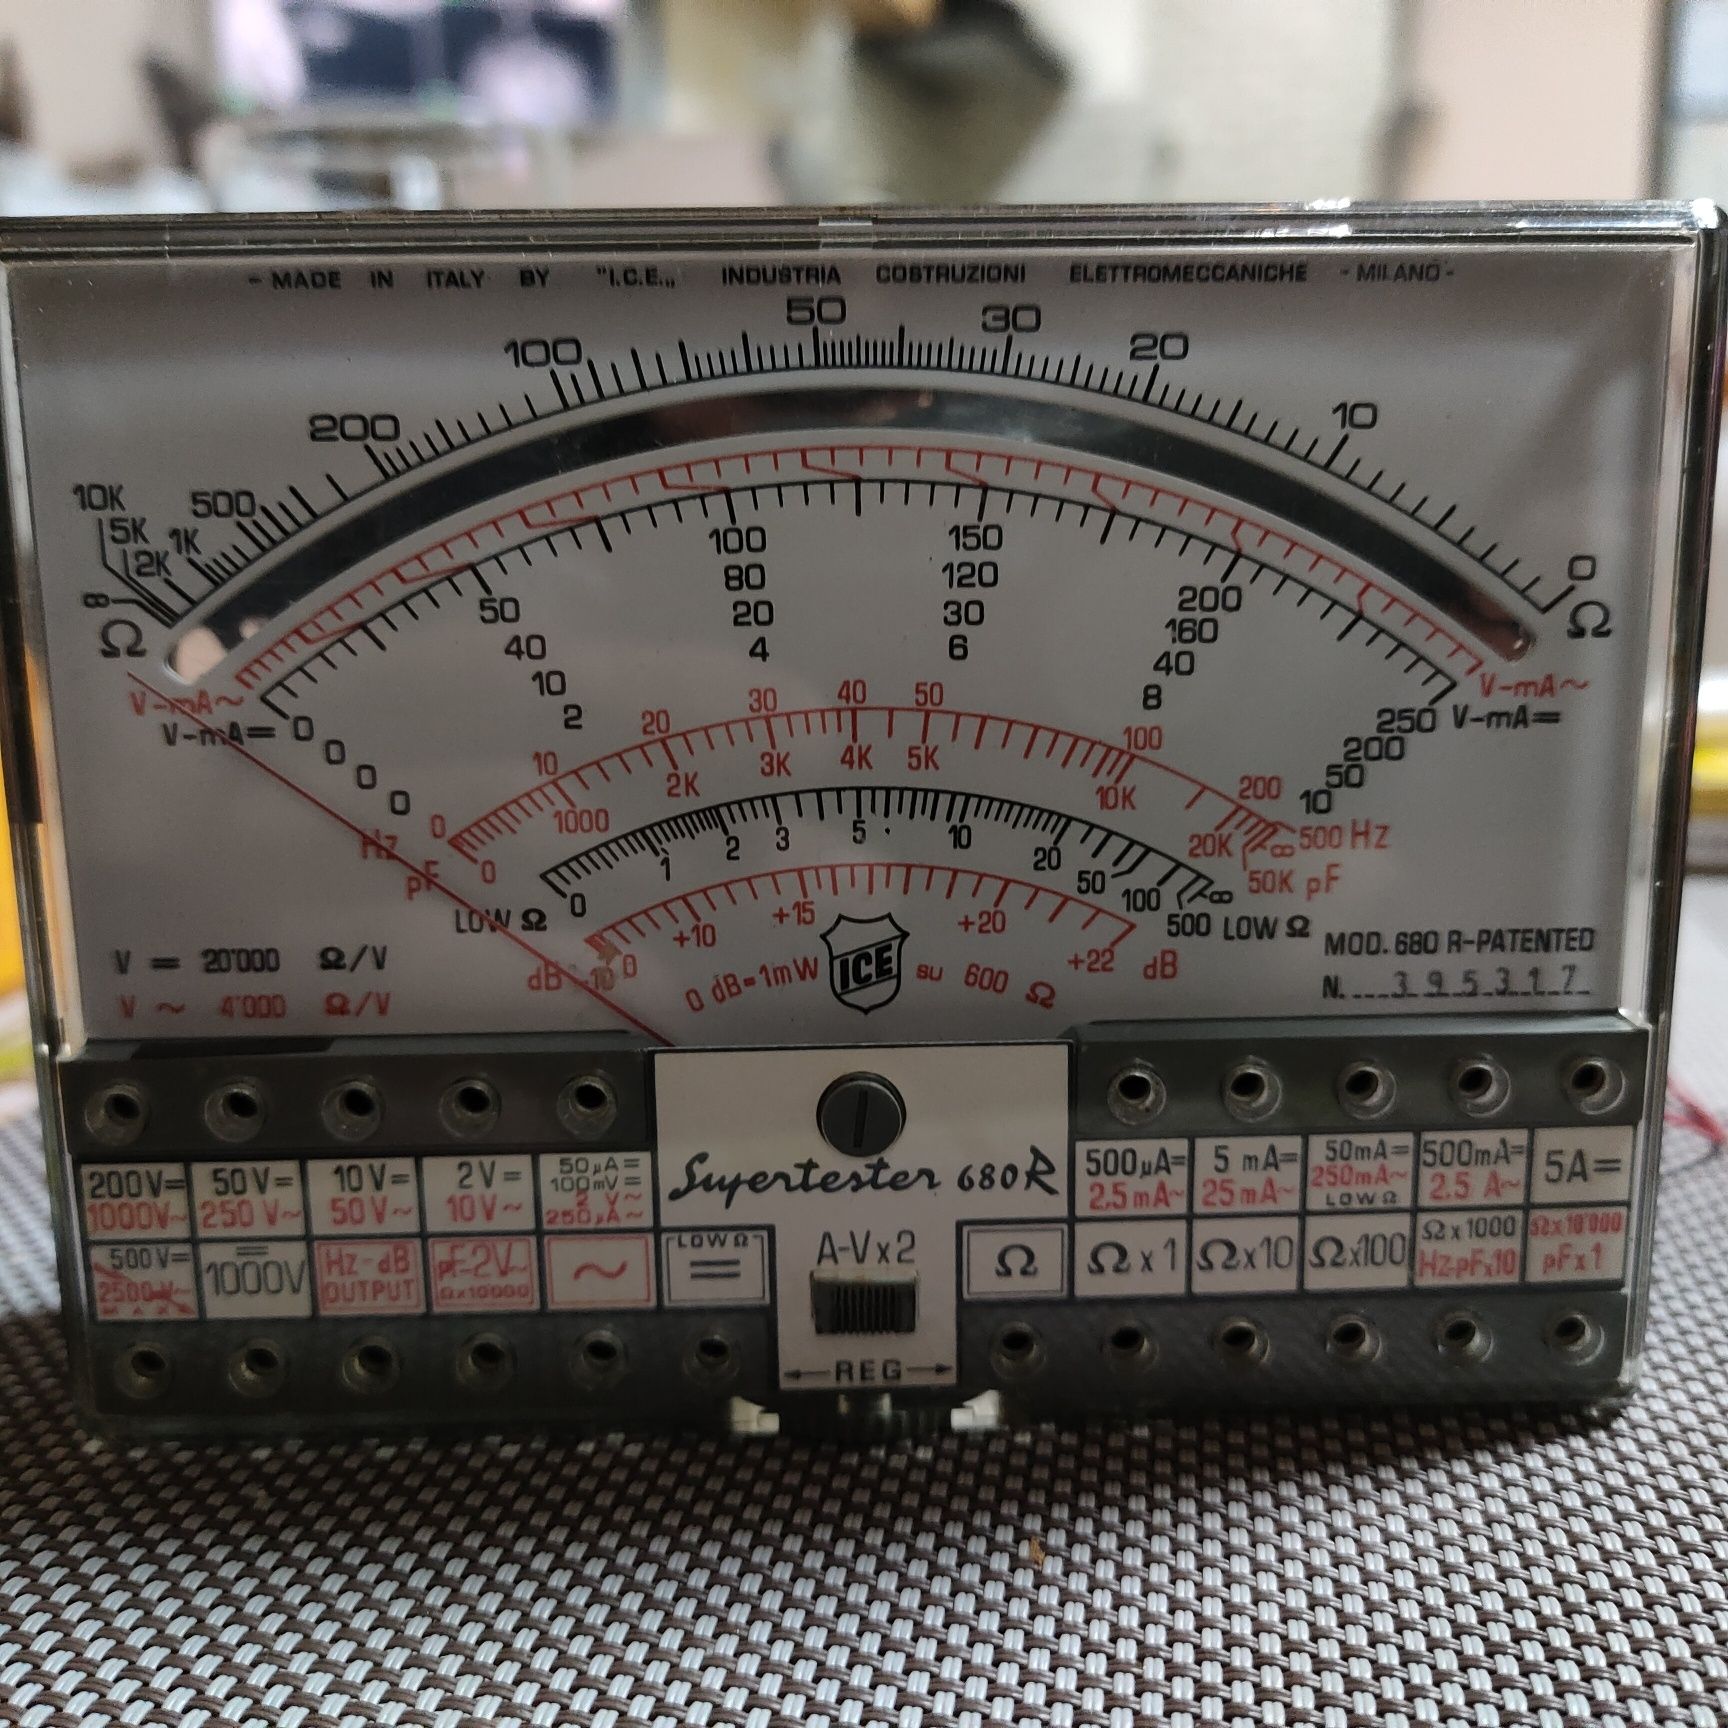 - MADE IN ITALY BY "I.C.E.,, INDUSTRIA COSTRUZIONI ELETTROMECCANICHE - MILANO -
50 30
100 20
200 10
10K 500
5K 1K
2K 0
∞
Ω Ω
100 150
80 120
50 20 30 200
40 4 6 160
10 40
2 8
V-mA~ V-mA~
V-mA= 0 250 V-mA=
0 200
0 50
0 10
30 40 50
20 100
10 200
0 500 Hz
Hz
2K 3K 4K 5K 10K
1000 20K ∞
pF 0 50K pF
1 2 3 5 10 20 50 100 ∞
LOW Ω 0 500 LOW Ω
+10 +15 +20 +22 dB
dB -10 0
0 dB=1mW ICE su 600 Ω
V = 20'000 Ω/V
V ~ 4'000 Ω/V
MOD. 680 R-PATENTED
N. 395317
200V= 50V= 10V= 2V= 50µA=
100mV=
1000V~ 250V~ 50V~ 10V~ 2 V~
250µA~
Supertester 680R
500µA= 5 mA= 50mA= 500mA= 5A=
2.5mA~ 25mA~ 250mA~ 2.5 A~
LOW Ω
500V= = Hz-dB pF-2V~ ~ LOW Ω
2500V~ 1000V OUTPUT Ωx10000 =
MAX
A-Vx2
Ω Ωx1 Ωx10 Ωx100 Ωx1000 Ωx10'000
Hz-pFx10 pFx1
REG